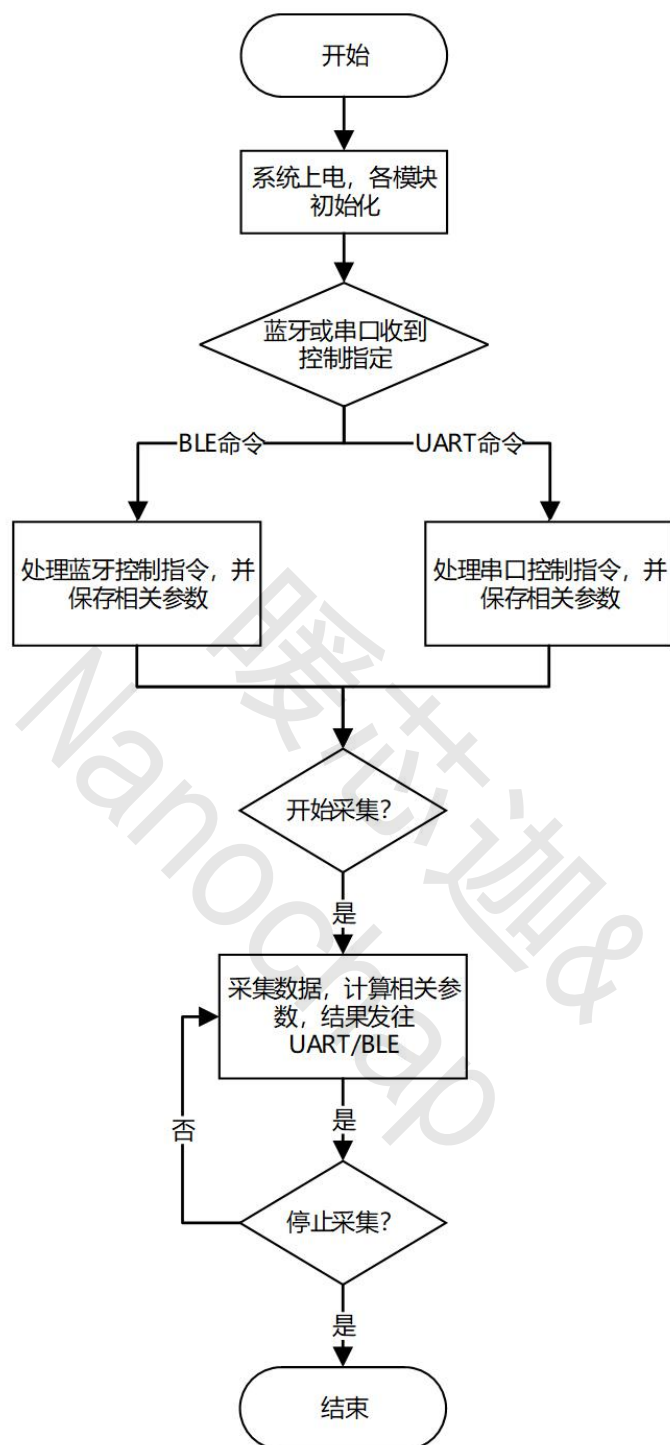 开始
系统上电，各模块
初始化
蓝牙或串口收到
控制指定
BLE命令
UART命令
处理蓝牙控制指令，并
保存相关参数
处理串口控制指令，并
保存相关参数
暖芯迦&
Nanochap
开始采集？
是
采集数据，计算相关参
数，结果发往
UART/BLE
是
否
停止采集？
是
结束